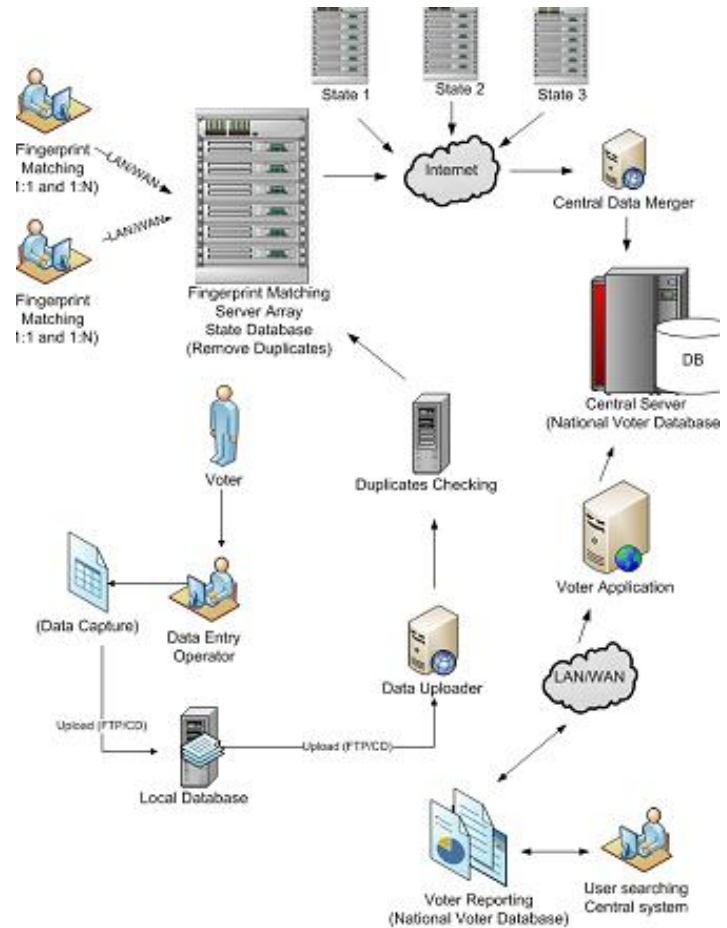 State 1
State 2
State 3
Fingerprint
Matching
1:1 and 1:N)
LAN/WAN
Internet
Central Data Merger
LAN/WAN
Fingerprint
Matching
1:1 and 1:N)
Fingerprint Matching
Server Array
State Database
(Remove Duplicates)
DB
Central Server
(National Voter Database)
Voter
Duplicates Checking
Voter Application
(Data Capture)
Data Entry
Operator
Data Uploader
LAN/WAN
Upload (FTP/CD)
Upload (FTP/CD)
Local Database
Voter Reporting
(National Voter Database)
User searching
Central system